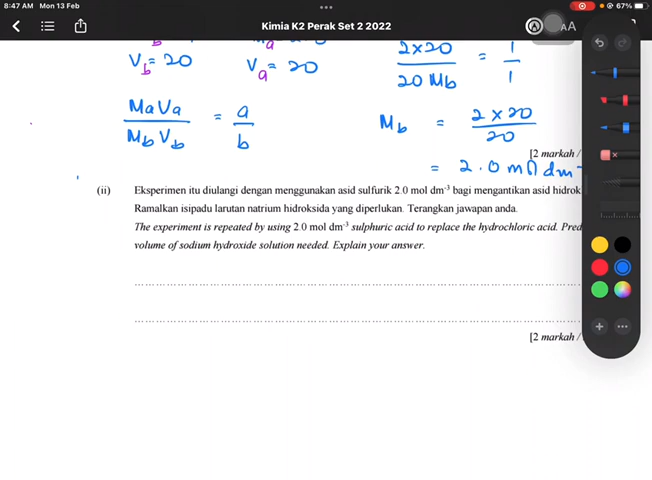 8:47 AM Mon 13 Feb
67%
Kimia K2 Perak Set 2 2022
AA
V_b = 20
V_a = 20
2 x 20 / 20 M_b = 1 / 1
MaVa / M_b V_b = a / b
M_b = 2 x 20 / 20
[2 markah /
= 2.0 mol dm⁻
(ii) Eksperimen itu diulangi dengan menggunakan asid sulfurik 2.0 mol dm⁻³ bagi mengantikan asid hidrok
Ramalkan isipadu larutan natrium hidroksida yang diperlukan. Terangkan jawapan anda.
The experiment is repeated by using 2.0 mol dm⁻³ sulphuric acid to replace the hydrochloric acid. Pred
volume of sodium hydroxide solution needed. Explain your answer.
[2 markah /